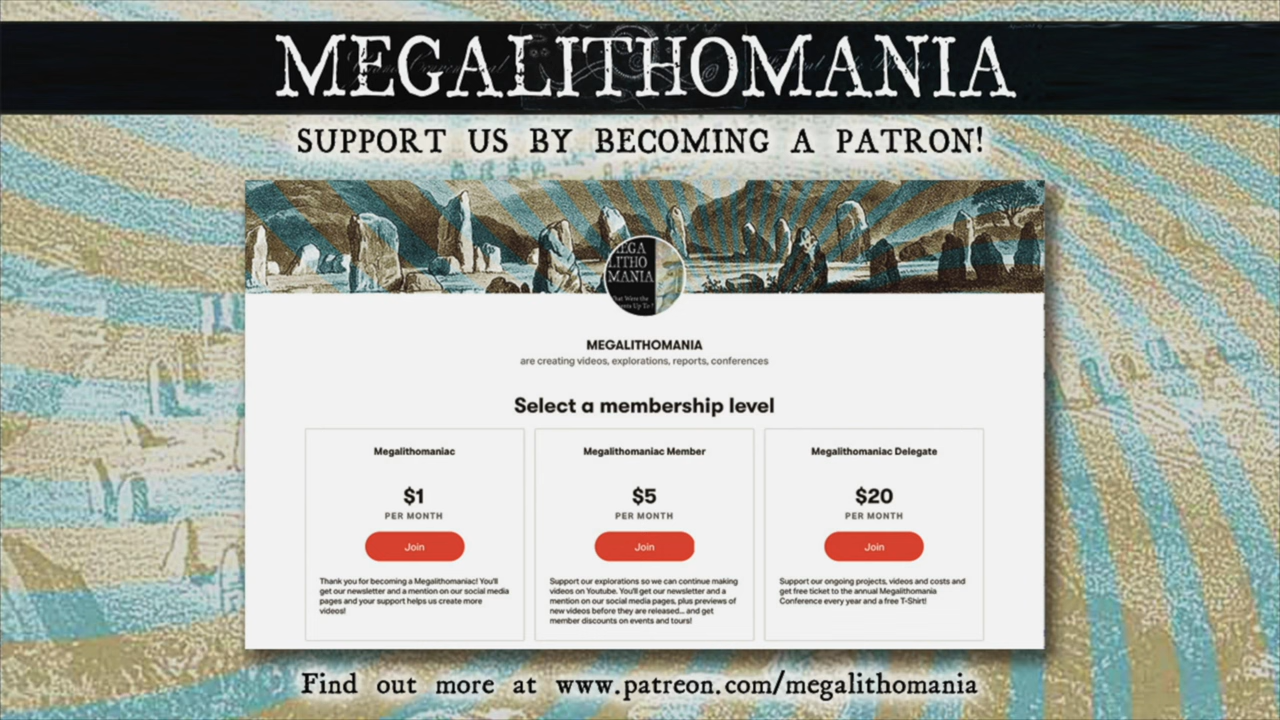 MEGALITHOMANIA
SUPPORT US BY BECOMING A PATRON!
MEGA
LITHO
MANIA
MEGALITHOMANIA
are creating videos, explorations, reports, conferences
Select a membership level
Megalithomaniac
$1
PER MONTH
Join
Thank you for becoming a Megalithomaniac! You'll
get our newsletter and a mention on our social media
pages and your support helps us create more
videos!
Megalithomaniac Member
$5
PER MONTH
Join
Support our explorations so we can continue making
videos on Youtube. You'll get our newsletter and a
mention on our social media pages, plus previews of
new videos before they are released... and get
member discounts on events and tours!
Megalithomaniac Delegate
$20
PER MONTH
Join
Support our ongoing projects, videos and costs and
get free ticket to the annual Megalithomania
Conference every year and a free T-Shirt!
Find out more at www.patreon.com/megalithomania